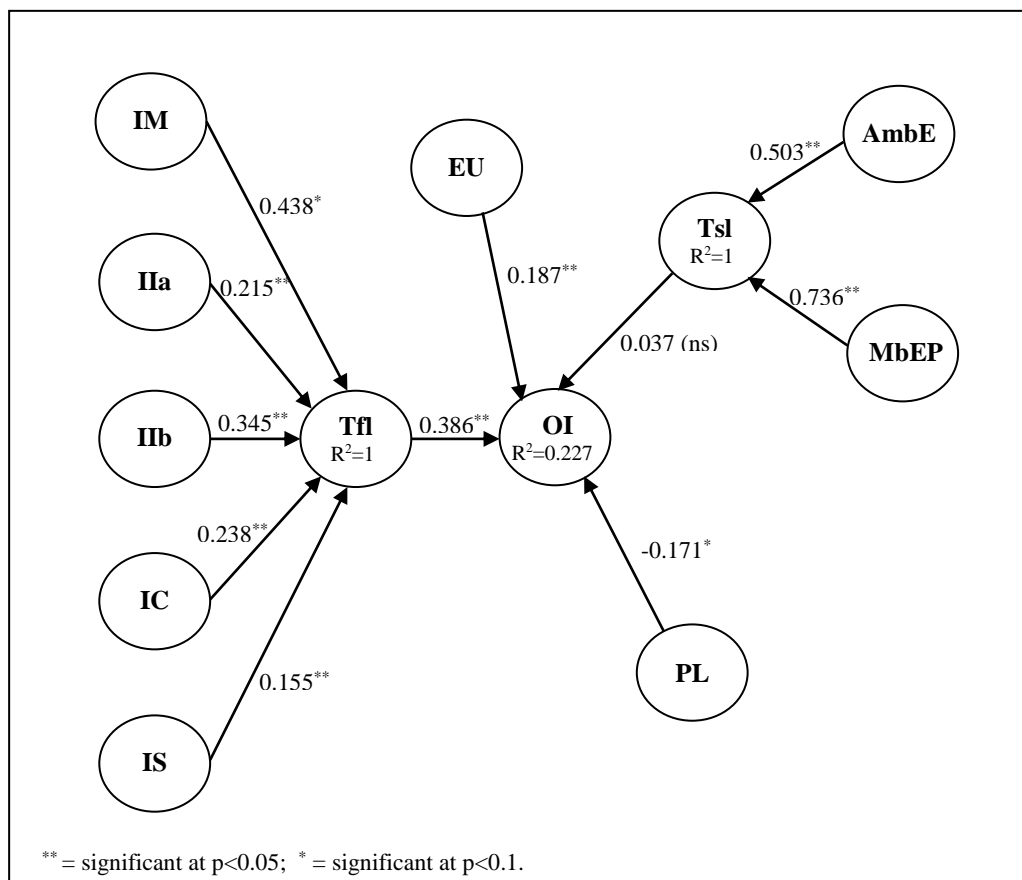 IM
0.438*
IIa
0.215**
IIb
0.345**
IC
0.238**
IS
0.155**
Tfl
R²=1
0.386**
EU
0.187**
OI
R²=0.227
AmbE
0.503**
Tsl
R²=1
0.736**
MbEP
0.037 (ns)
-0.171*
PL
** = significant at p<0.05; * = significant at p<0.1.